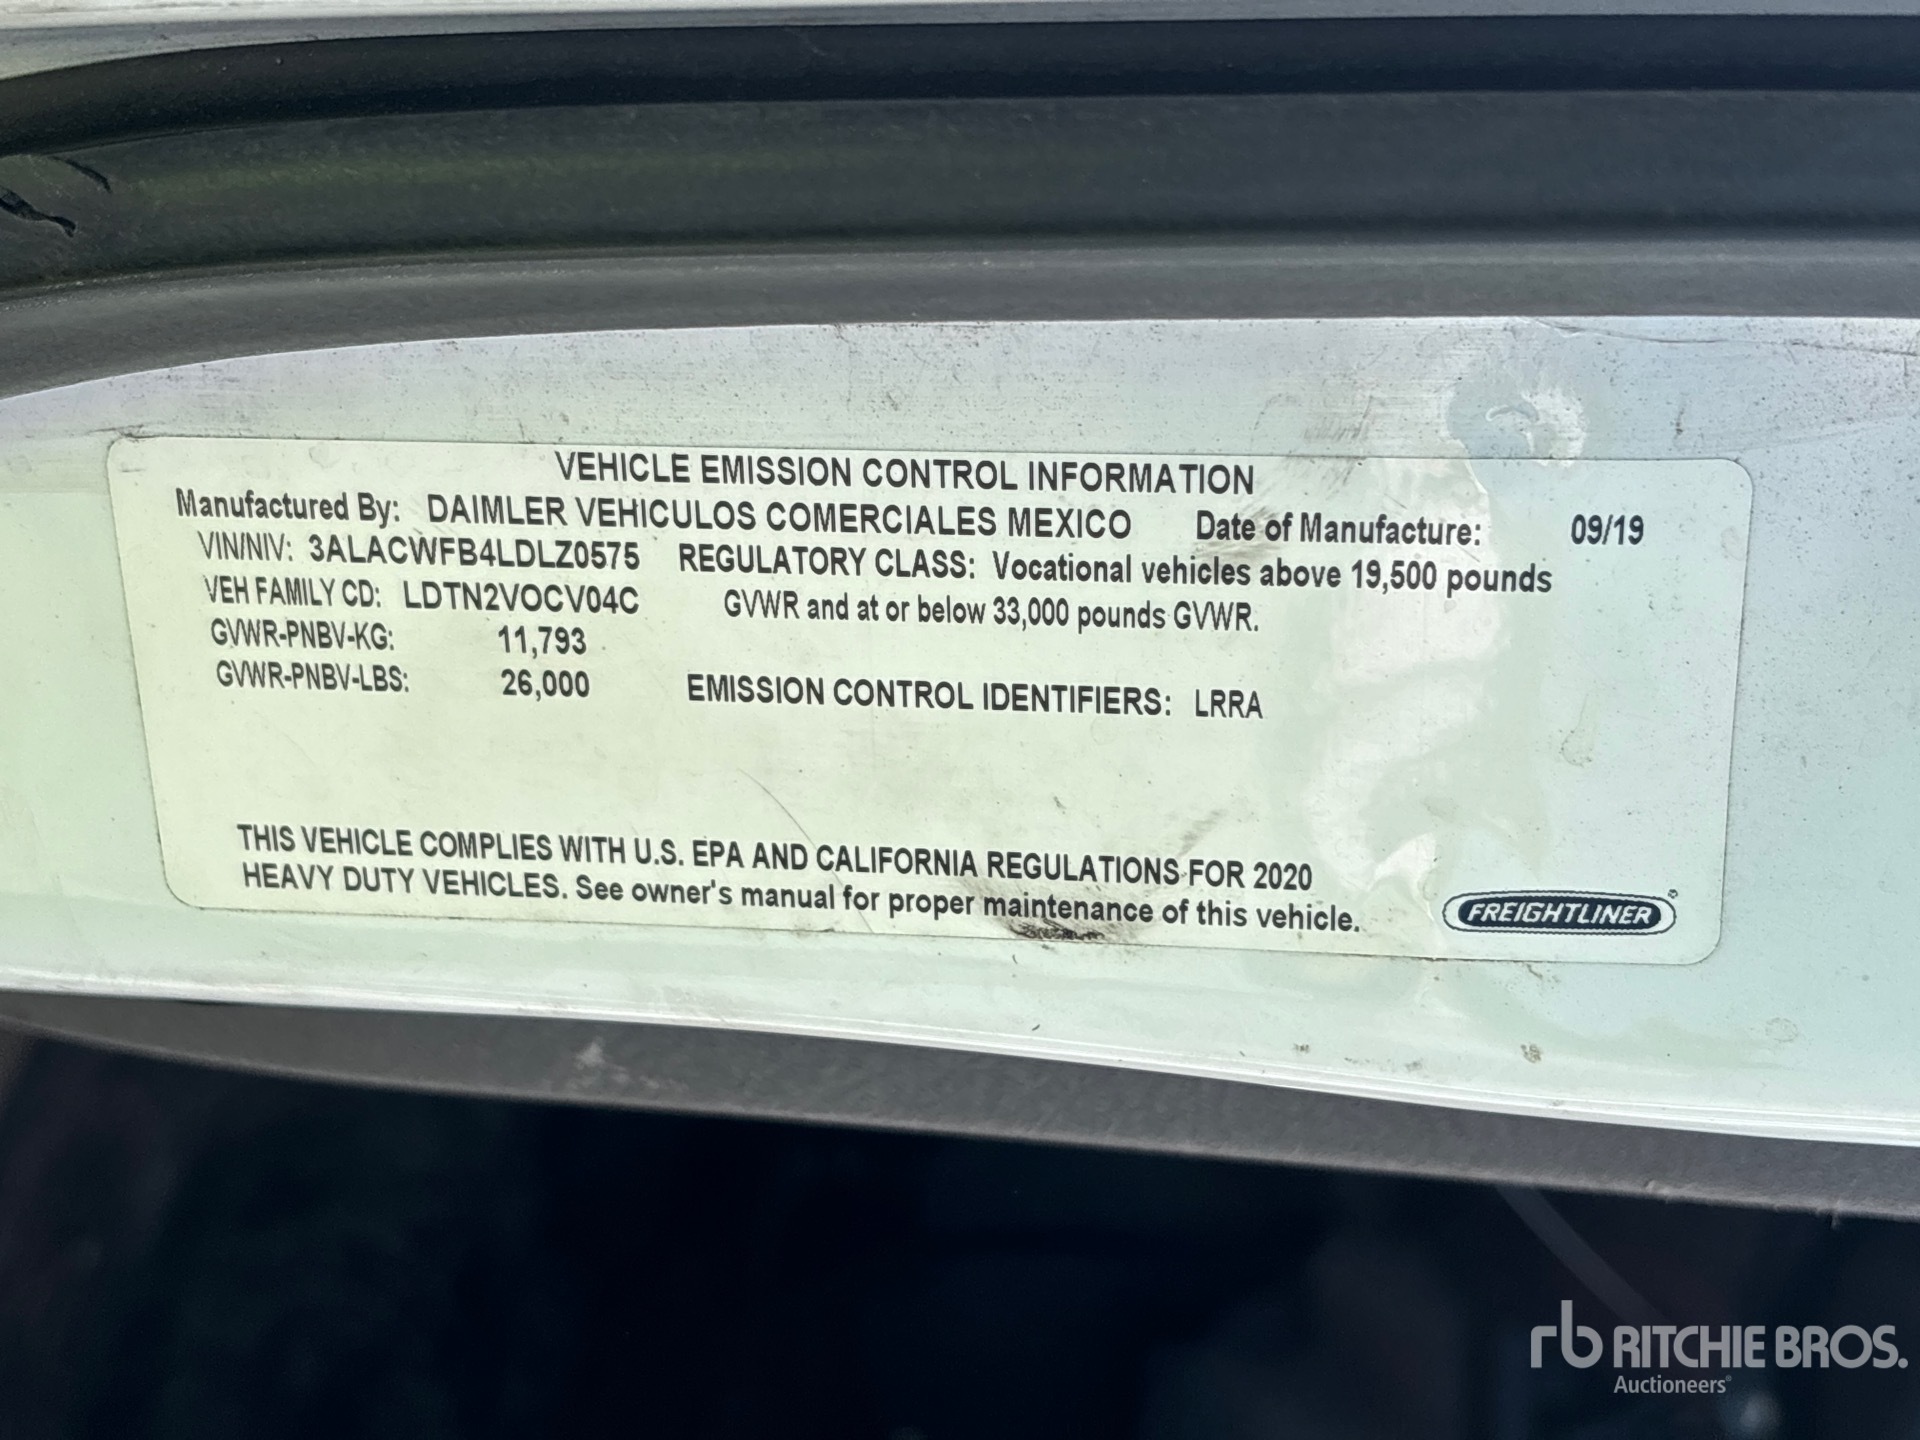 VEHICLE EMISSION CONTROL INFORMATION
Manufactured By: DAIMLER VEHICULOS COMERCIALES MEXICO Date of Manufacture: 09/19
VIN/NIV: 3ALACWFB4LDLZ0575 REGULATORY CLASS: Vocational vehicles above 19,500 pounds
VEH FAMILY CD: LDTN2VOCV04C GVWR and at or below 33,000 pounds GVWR.
GVWR-PNBV-KG: 11,793
GVWR-PNBV-LBS: 26,000 EMISSION CONTROL IDENTIFIERS: LRRA
THIS VEHICLE COMPLIES WITH U.S. EPA AND CALIFORNIA REGULATIONS FOR 2020
HEAVY DUTY VEHICLES. See owner's manual for proper maintenance of this vehicle.
FREIGHTLINER
rb RITCHIE BROS.
Auctioneers